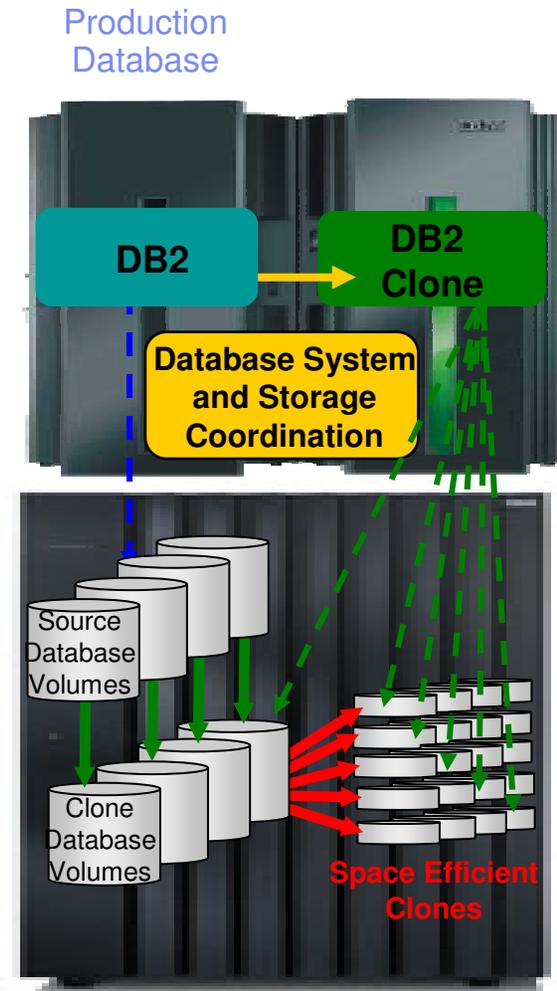 Production
Database
DB2
DB2
Clone
Database System
and Storage
Coordination
Source
Database
Volumes
Clone
Database
Volumes
Space Efficient
Clones